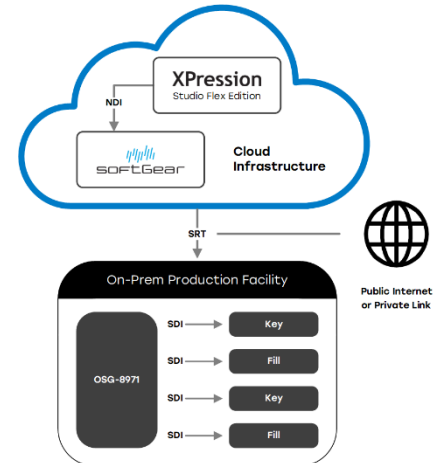 XPression
Studio Flex Edition
NDI
softGear
Cloud
Infrastructure
SRT
Public Internet
or Private Link
On-Prem Production Facility
OSG-8971
SDI
Key
SDI
Fill
SDI
Key
SDI
Fill